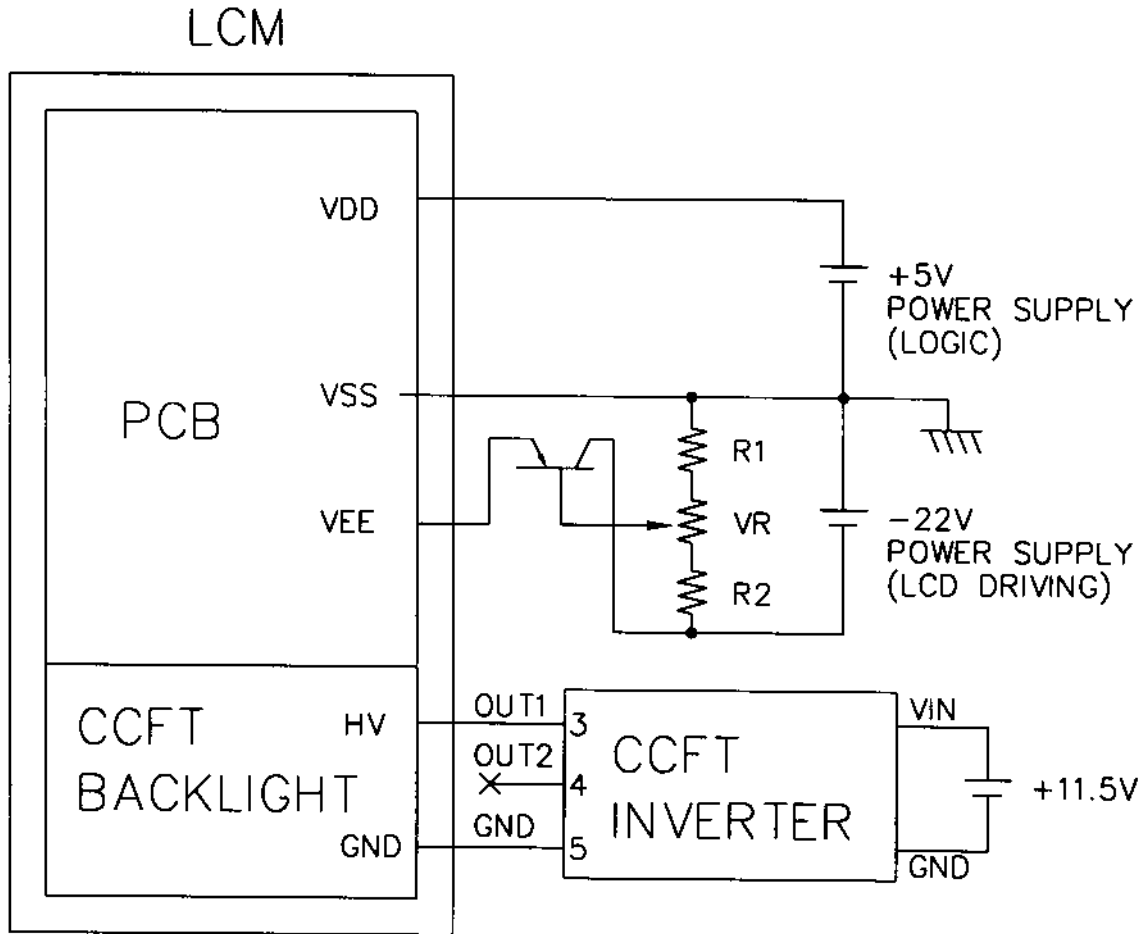 LCM
VDD
+5V
POWER SUPPLY
(LOGIC)
VSS
PCB
R1
VEE
VR
-22V
POWER SUPPLY
(LCD DRIVING)
R2
CCFT
BACKLIGHT
HV
GND
OUT1
OUT2
GND
3
4
5
CCFT
INVERTER
VIN
+11.5V
GND